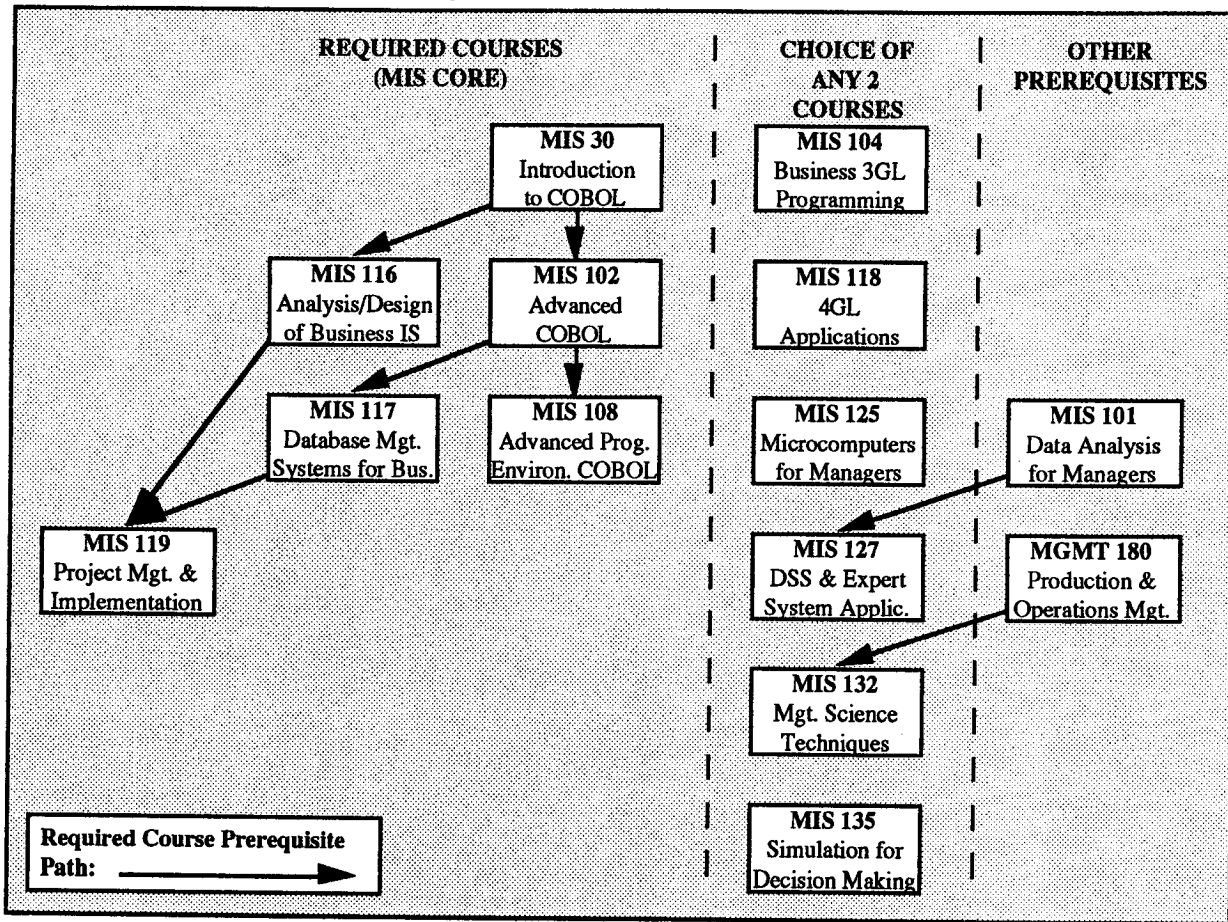 REQUIRED COURSES
(MIS CORE)
CHOICE OF
ANY 2
COURSES
OTHER
PREREQUISITES
MIS 30
Introduction
to COBOL
MIS 104
Business 3GL
Programming
MIS 116
Analysis/Design
of Business IS
MIS 102
Advanced
COBOL
MIS 118
4GL
Applications
MIS 117
Database Mgt.
Systems for Bus.
MIS 108
Advanced Prog.
Environ. COBOL
MIS 125
Microcomputers
for Managers
MIS 101
Data Analysis
for Managers
MIS 119
Project Mgt. &
Implementation
MIS 127
DSS & Expert
System Applic.
MGMT 180
Production &
Operations Mgt.
MIS 132
Mgt. Science
Techniques
MIS 135
Simulation for
Decision Making
Required Course Prerequisite
Path: